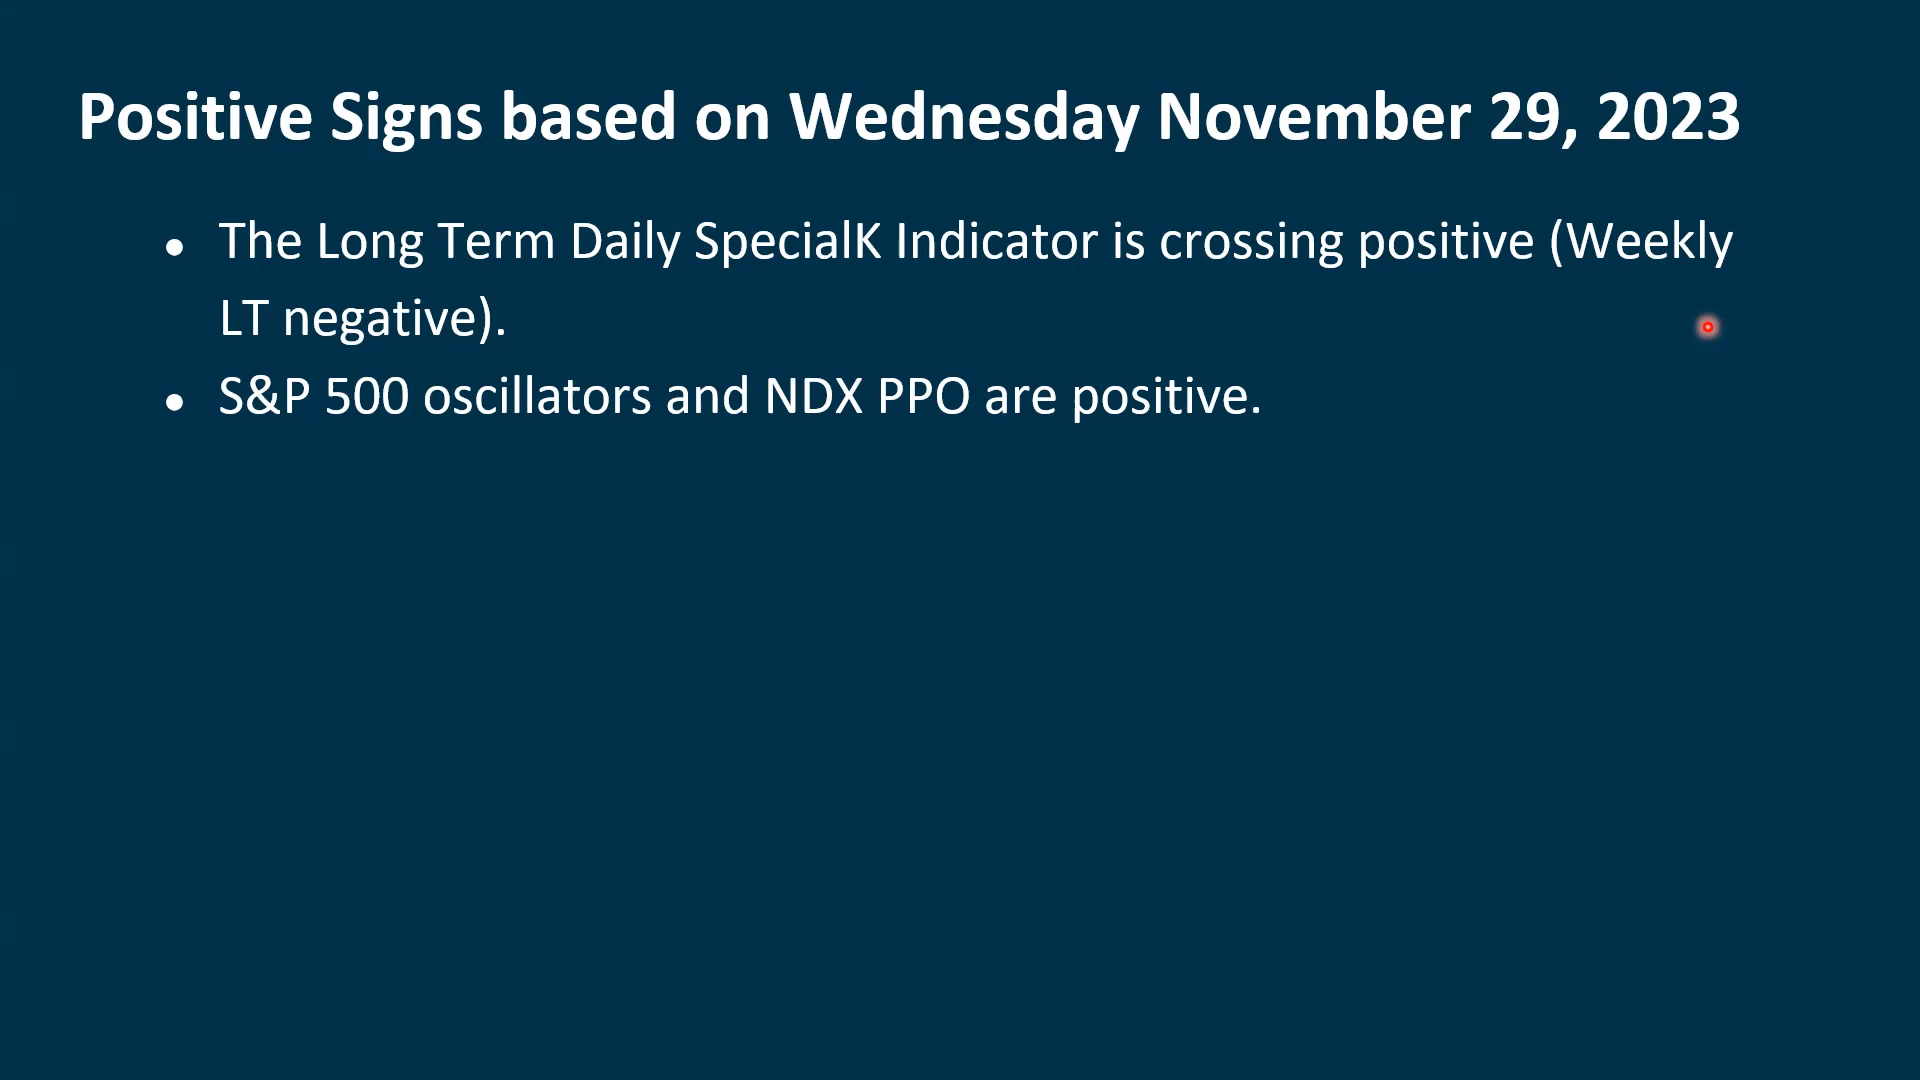 Positive Signs based on Wednesday November 29, 2023
• The Long Term Daily SpecialK Indicator is crossing positive (Weekly
LT negative).
• S&P 500 oscillators and NDX PPO are positive.